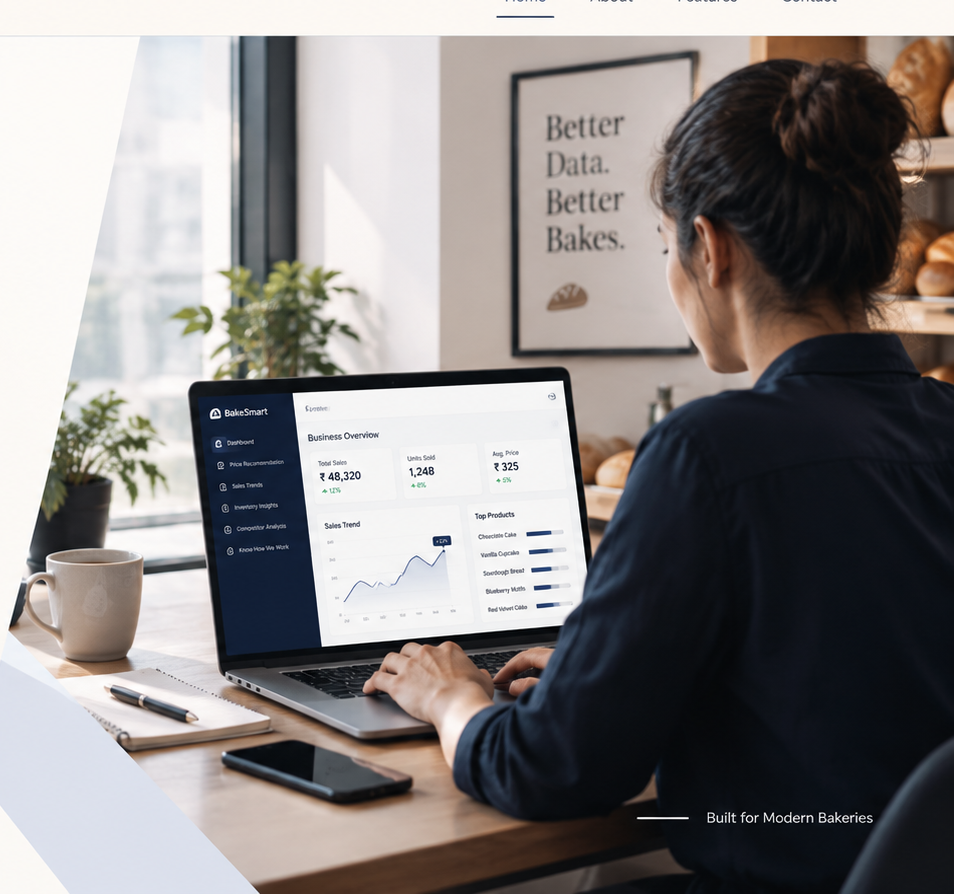 Home About Features Contact
Better
Data.
Better
Bakes.
BakeSmart
Dashboard
Price Recommendation
Sales Trends
Inventory Insights
Competitor Analysis
Know How We Work
Business Overview
Total Sales
₹ 48,320
12%
Units Sold
1,248
8%
Avg. Price
₹ 325
5%
Sales Trend
Top Products
Chocolate Cake
Vanilla Cupcake
Sourdough Bread
Blueberry Muffin
Red Velvet Cake
Built for Modern Bakeries